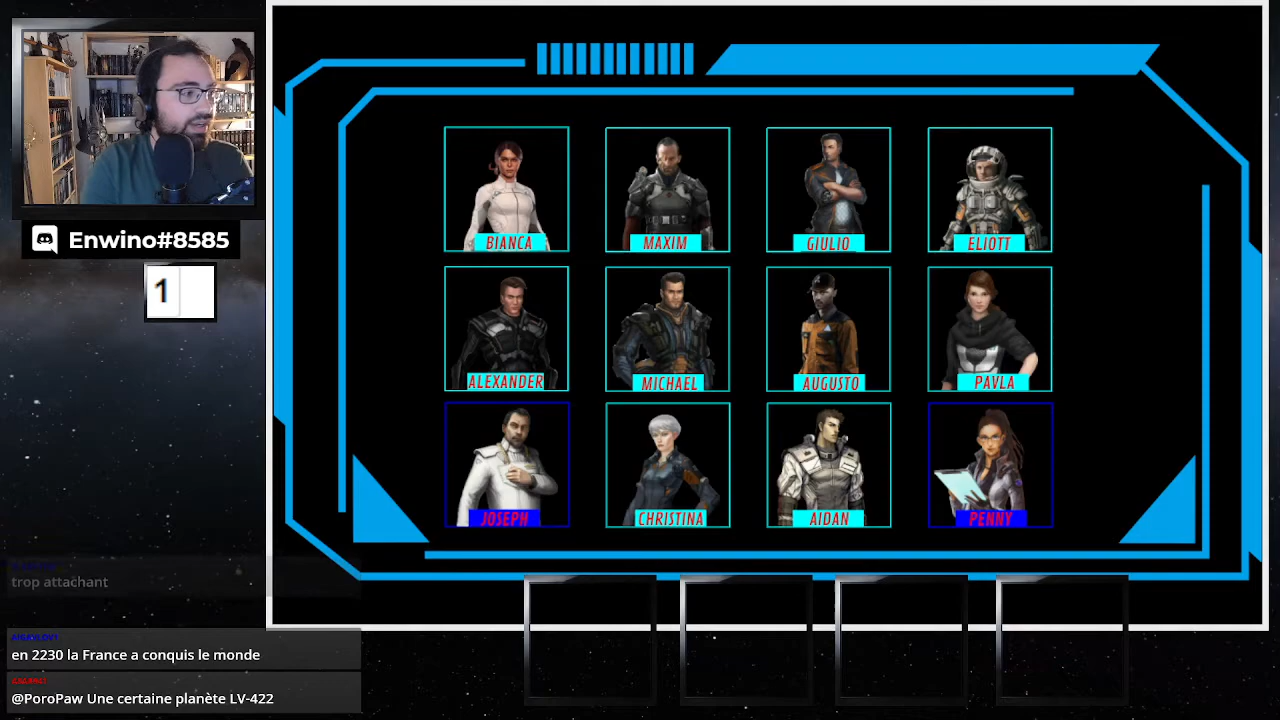 Enwino#8585
1
BIANCA
MAXIM
GIULIO
ELIOTT
ALEXANDER
MICHAEL
AUGUSTO
PAVLA
JOSEPH
CHRISTINA
AIDAN
PENNY
trop attachant
en 2230 la France a conquis le monde
@PoroPaw Une certaine planète LV-422